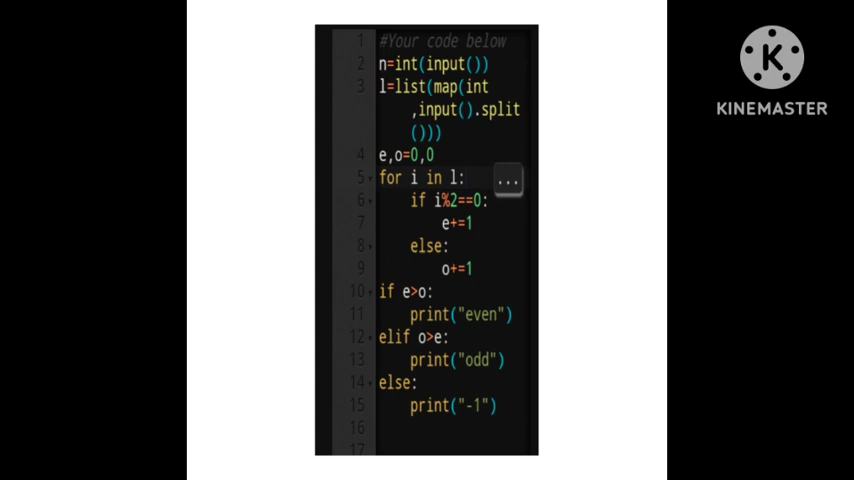 1 #Your code below
2 n=int(input())
3 l=list(map(int
,input().split
()))
4 e,o=0,0
5 for i in l: ...
6 if i%2==0:
7 e+=1
8 else:
9 o+=1
10 if e>o:
11 print("even")
12 elif o>e:
13 print("odd")
14 else:
15 print("-1")
16
17
K
KINEMASTER